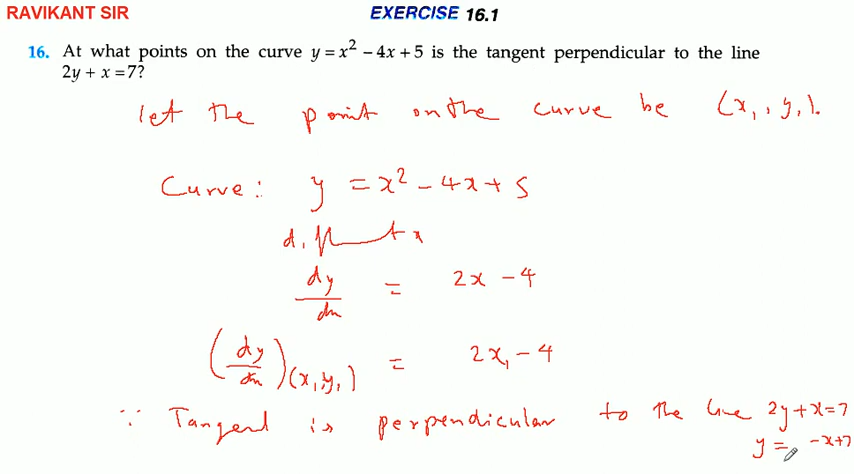 RAVIKANT SIR
EXERCISE 16.1
16. At what points on the curve y = x² – 4x + 5 is the tangent perpendicular to the line
2y + x = 7?
let the point on the curve be (x₁, y₁).
Curve: y = x² – 4x + 5
dy/dx = 2x – 4
(dy/dx)(x₁, y₁) = 2x₁ – 4
∵ Tangent is perpendicular to the line 2y + x = 7
y = –x+7